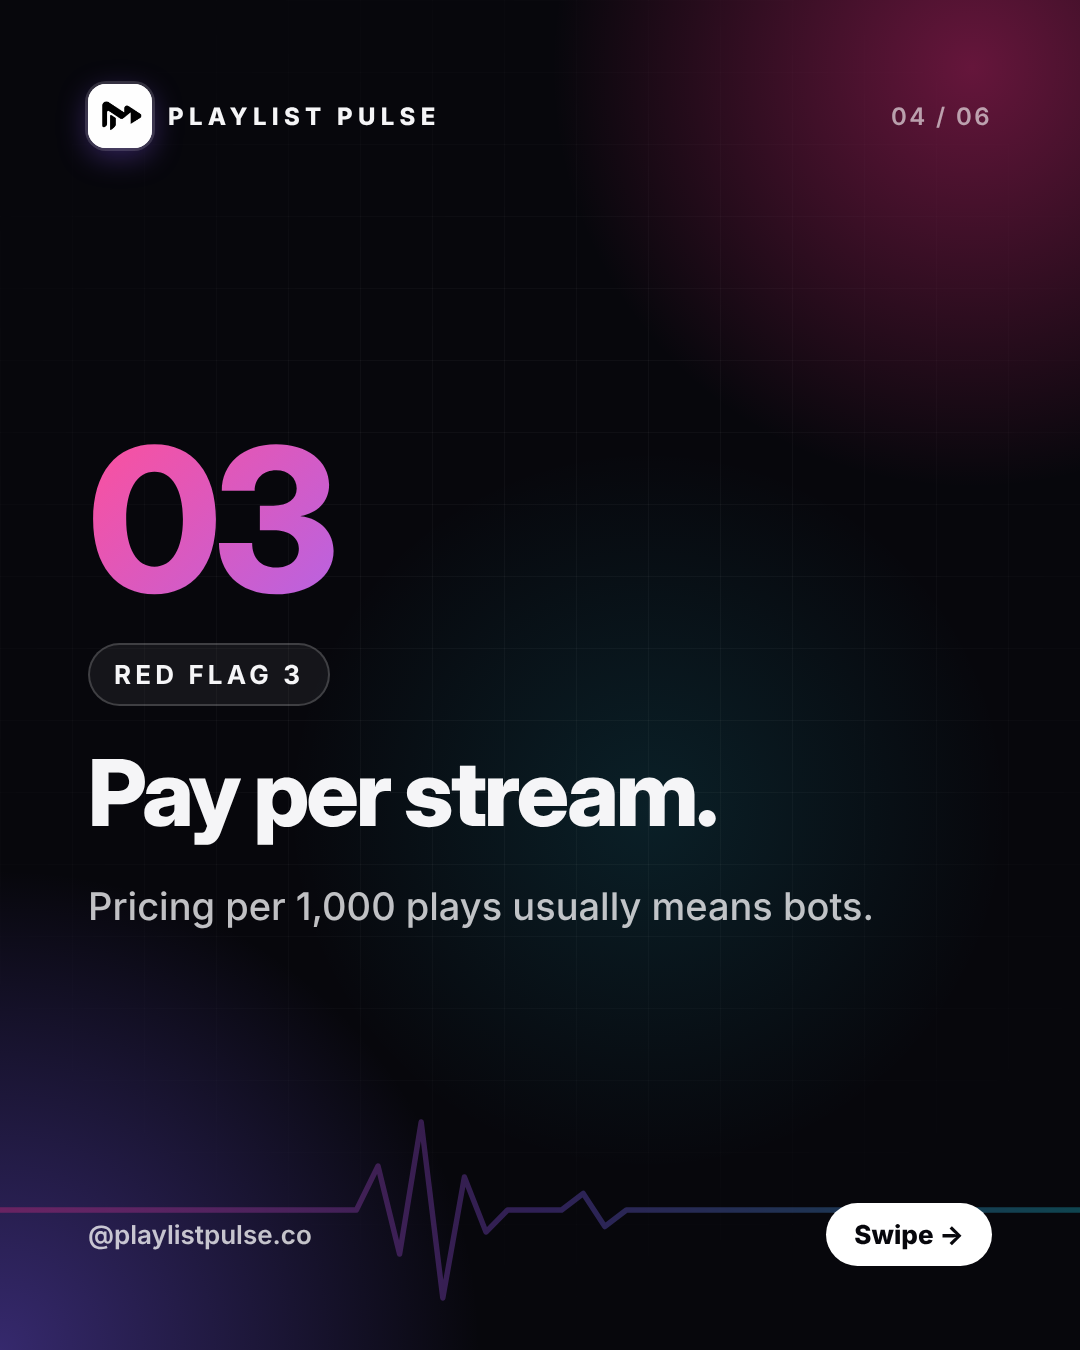 PLAYLIST PULSE
04 / 06
03
RED FLAG 3
Pay per stream.
Pricing per 1,000 plays usually means bots.
@playlistpulse.co
Swipe →